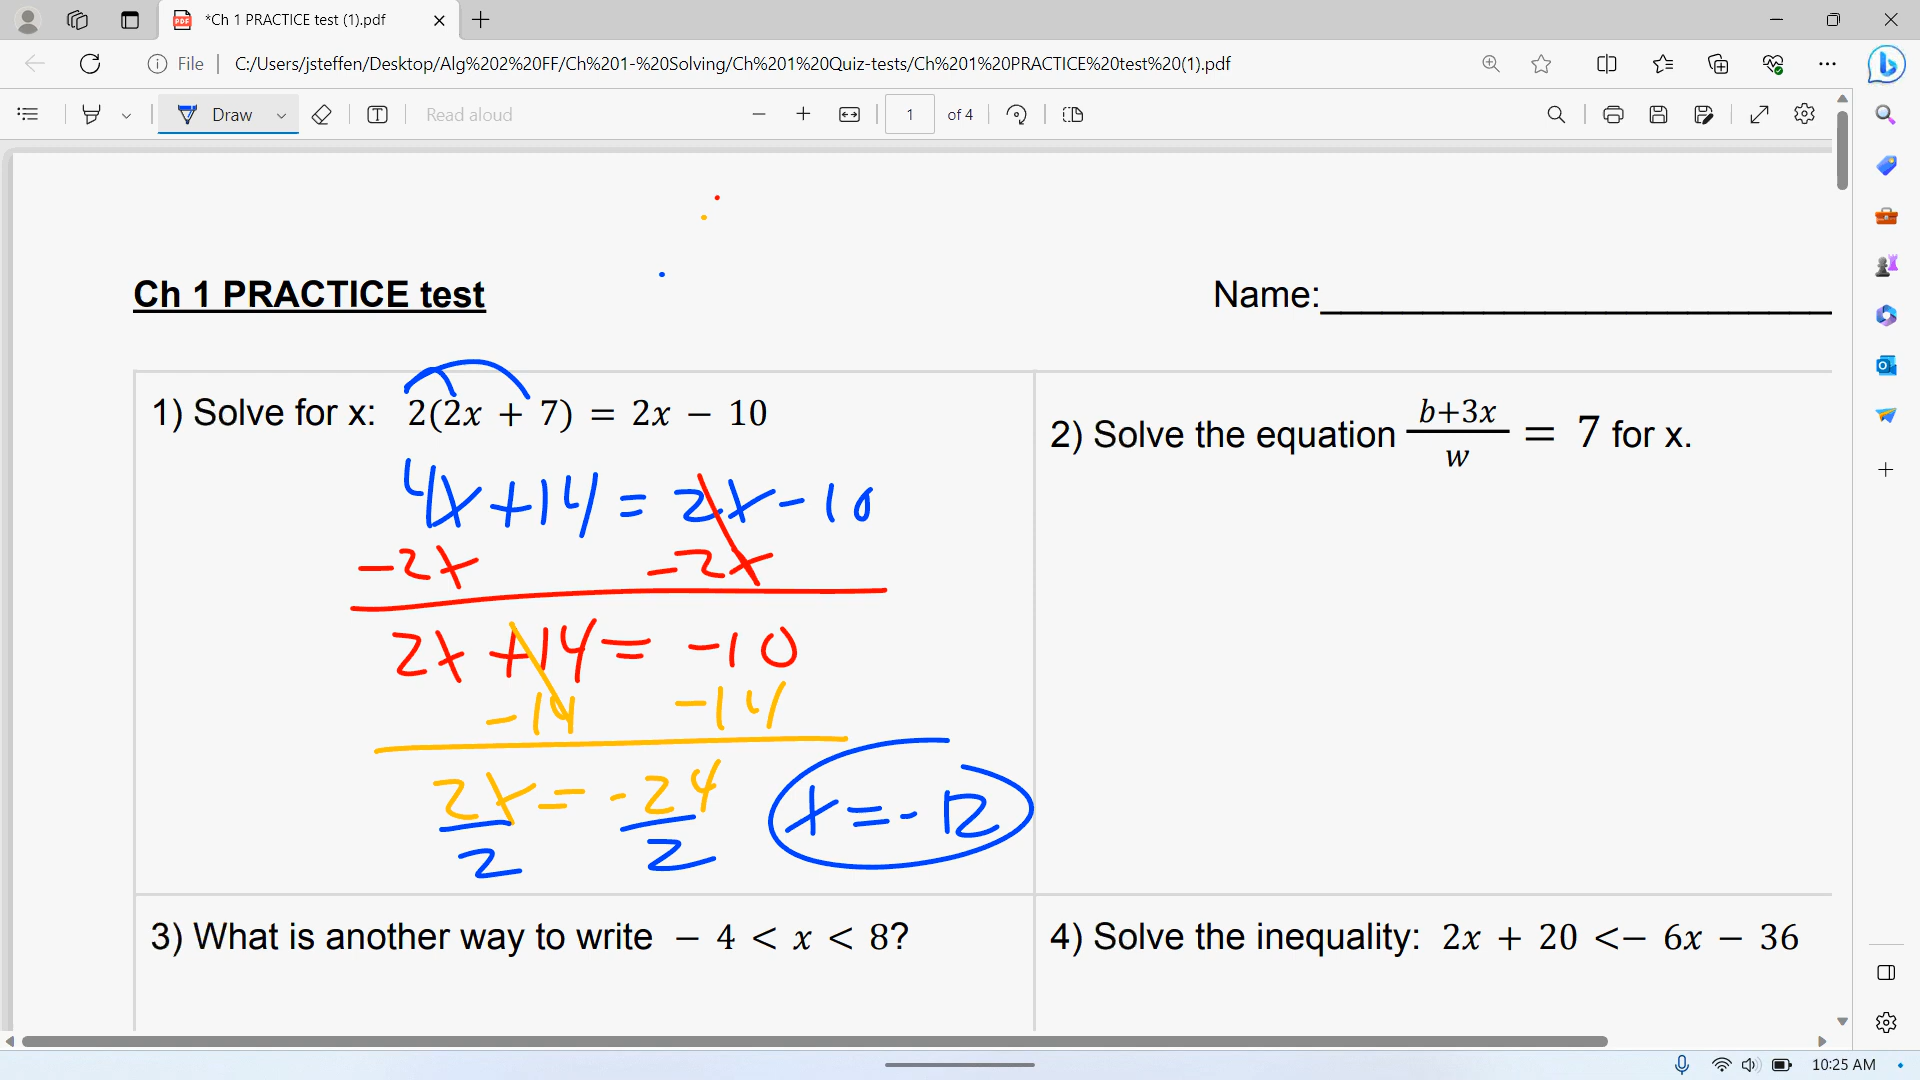 *Ch 1 PRACTICE test (1).pdf
File | C:/Users/jsteffen/Desktop/Alg%202%20FF/Ch%201-%20Solving/Ch%201%20Quiz-tests/Ch%201%20PRACTICE%20test%20(1).pdf
Draw Read aloud 1 of 4
Ch 1 PRACTICE test Name:
1) Solve for x: 2(2x + 7) = 2x − 10
4x+14 = 2x-10
-2x -2x
2x +14 = -10
-14 -14
2x = -24
2 2
x = -12
2) Solve the equation (b+3x)/w = 7 for x.
3) What is another way to write − 4 < x < 8?
4) Solve the inequality: 2x + 20 <− 6x − 36
10:25 AM